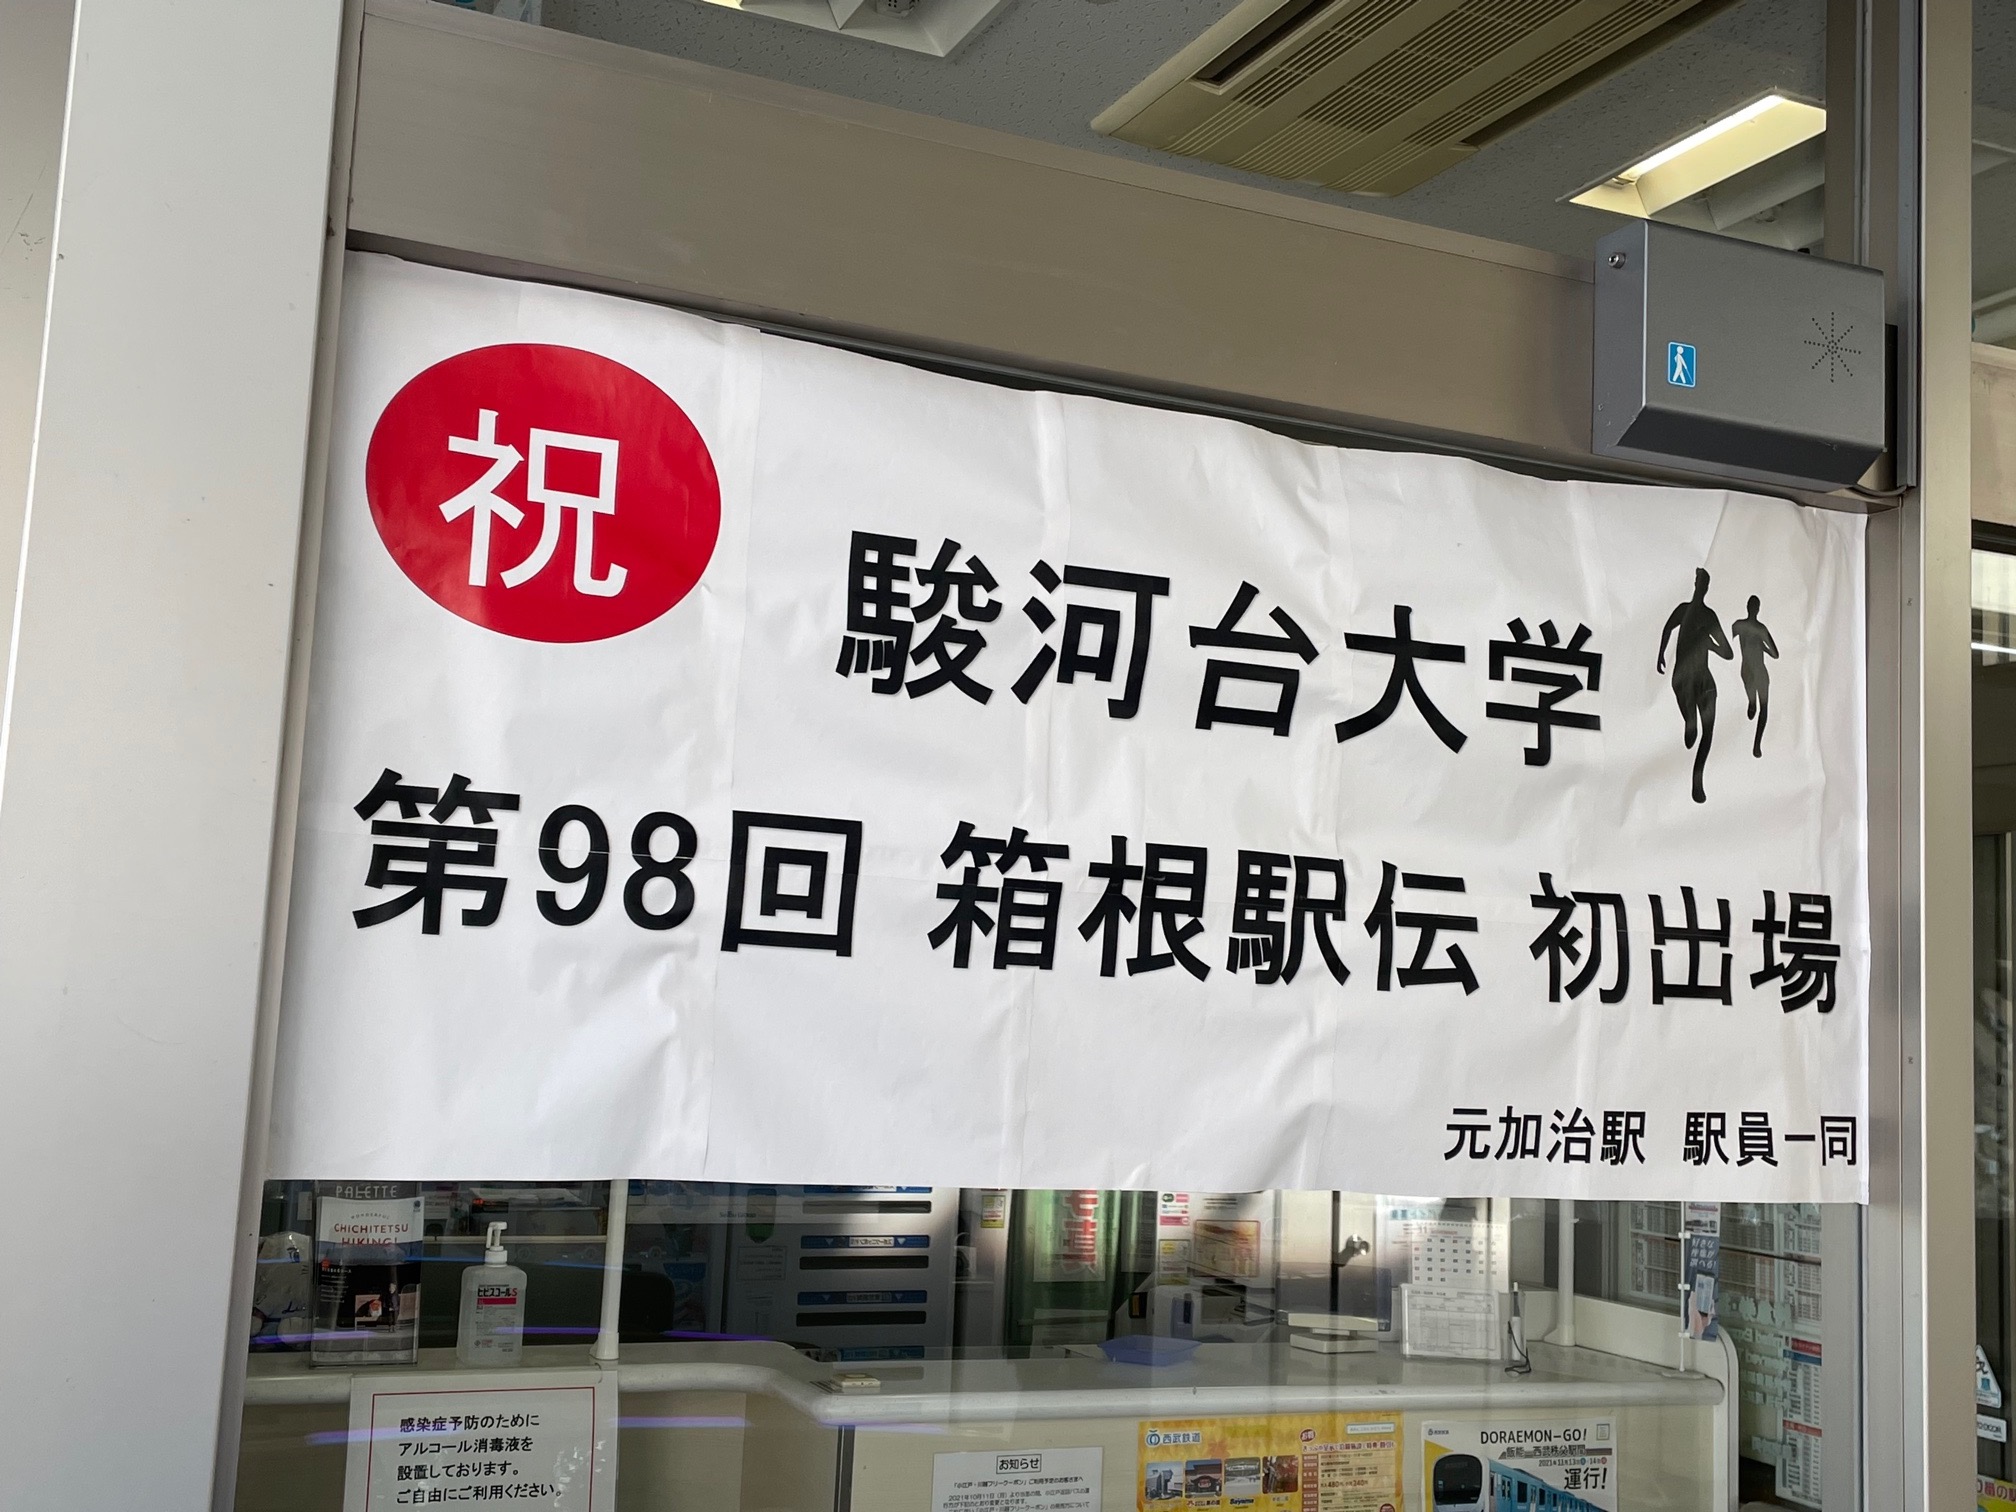 祝
駿河台大学
第98回 箱根駅伝 初出場
元加治駅 駅員一同
PALETTE
CHICHITETSU
HIKING!
感染症予防のために
アルコール消毒液を
設置しております。
ご自由にご利用ください。
お知らせ
西武鉄道
DORAEMON-GO!
運行!